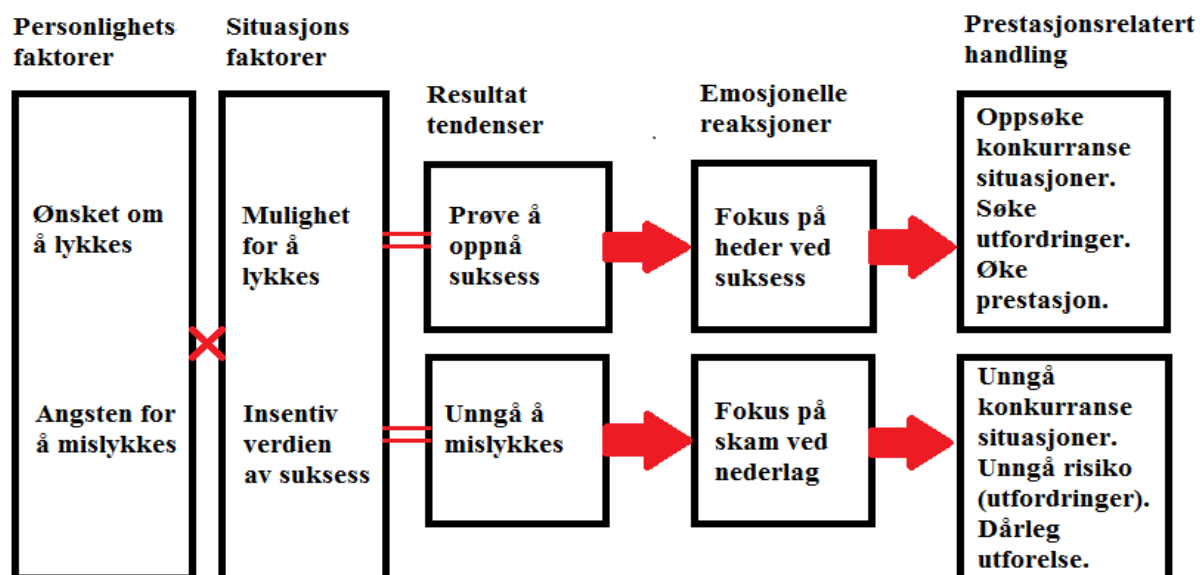 Personlighets
faktorer
Situasjons
faktorer
Resultat
tendenser
Emosjonelle
reaksjoner
Prestasjonsrelatert
handling
Ønsket om
å lykkes
Angsten for
å mislykkes
Mulighet
for å
lykkes
Insentiv
verdien
av suksess
Prøve å
oppnå
suksess
Unngå å
mislykkes
Fokus på
heder ved
suksess
Fokus på
skam ved
nederlag
Oppsøke
konkurranse
situasjoner.
Søke
utfordringer.
Øke
prestasjon.
Unngå
konkurranse
situasjoner.
Unngå risiko
(utfordringer).
Dårleg
utforelse.